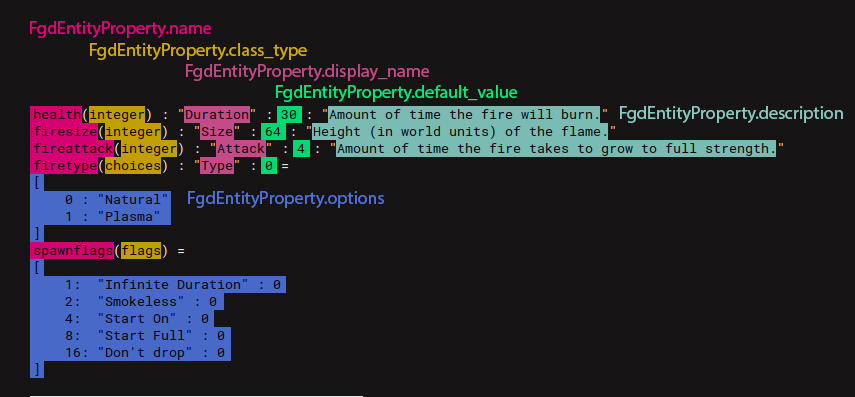 FgdEntityProperty.name
FgdEntityProperty.class_type
FgdEntityProperty.display_name
FgdEntityProperty.default_value
health(integer) : "Duration" : 30 : "Amount of time the fire will burn." FgdEntityProperty.description
firesize(integer) : "Size" : 64 : "Height (in world units) of the flame."
fireattack(integer) : "Attack" : 4 : "Amount of time the fire takes to grow to full strength."
firetype(choices) : "Type" : 0 =
[
0 : "Natural" FgdEntityProperty.options
1 : "Plasma"
]
spawnflags(flags) =
[
1: "Infinite Duration" : 0
2: "Smokeless" : 0
4: "Start On" : 0
8: "Start Full" : 0
16: "Don't drop" : 0
]